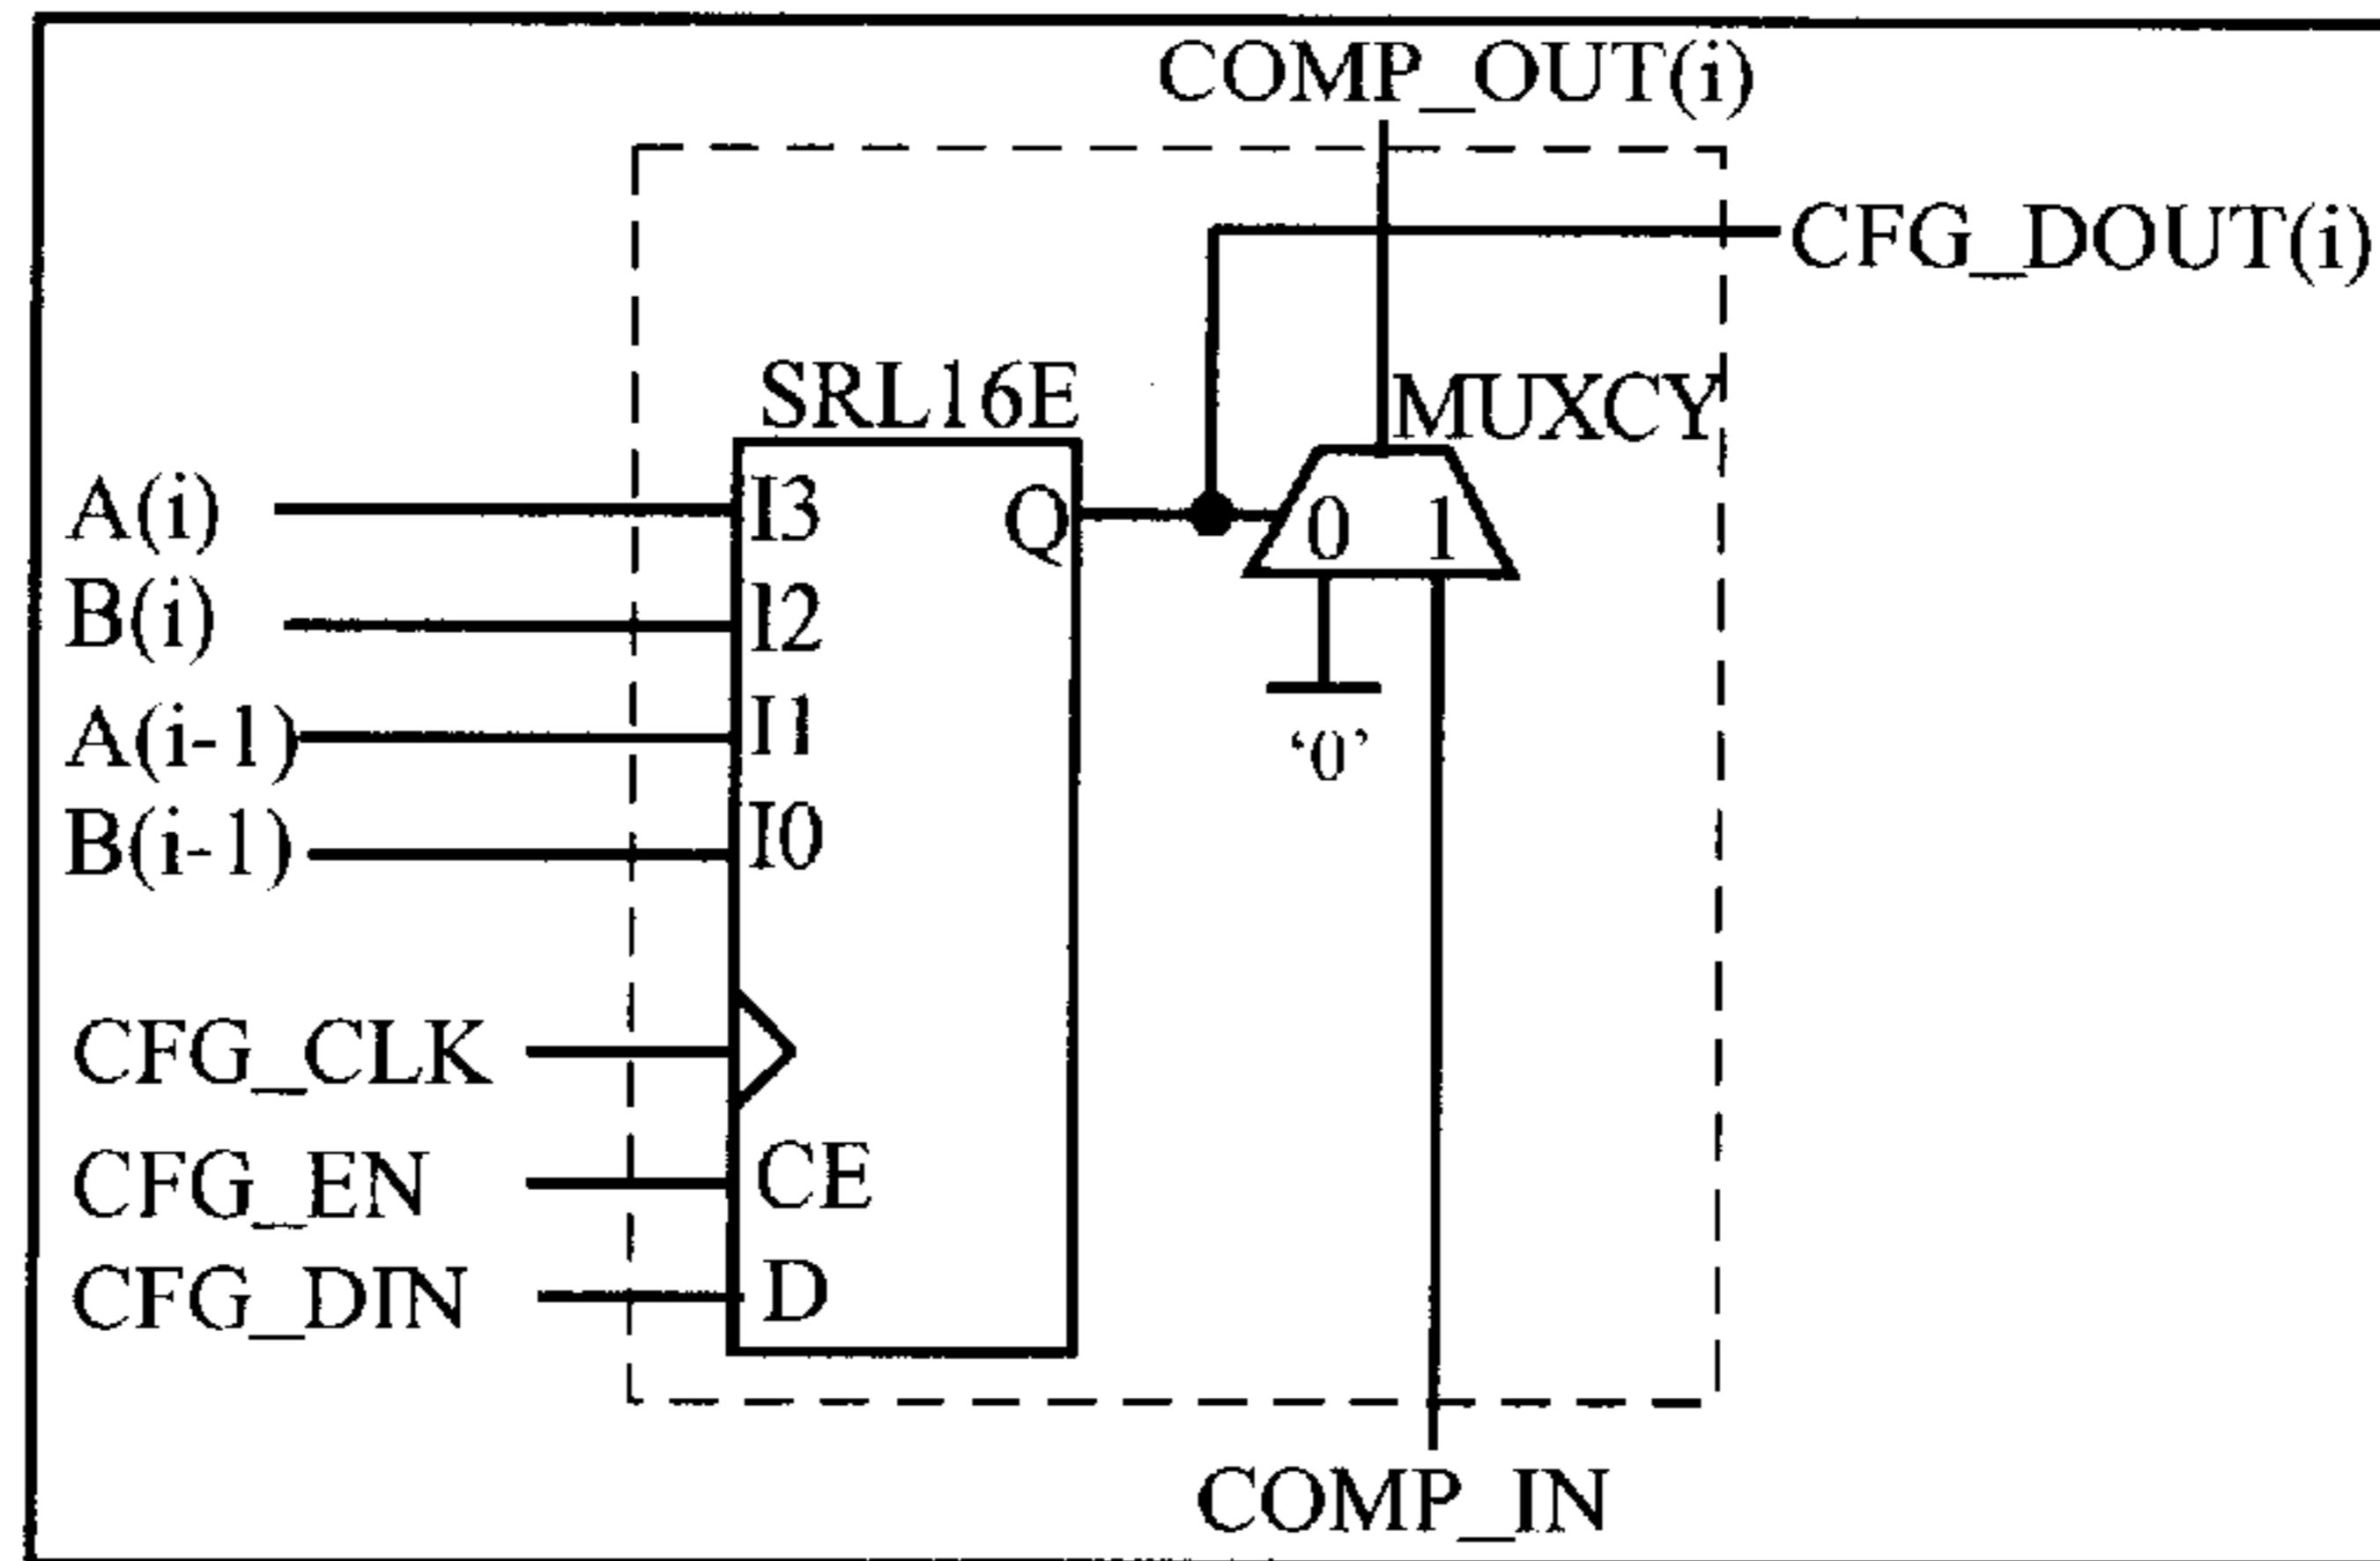 COMP_OUT(i)
CFG_DOUT(i)
SRL16E
MUXCY
A(i)
I3
Q
0
1
B(i)
I2
A(i-1)
I1
‘0’
B(i-1)
I0
CFG_CLK
CFG_EN
CE
CFG_DIN
D
COMP_IN